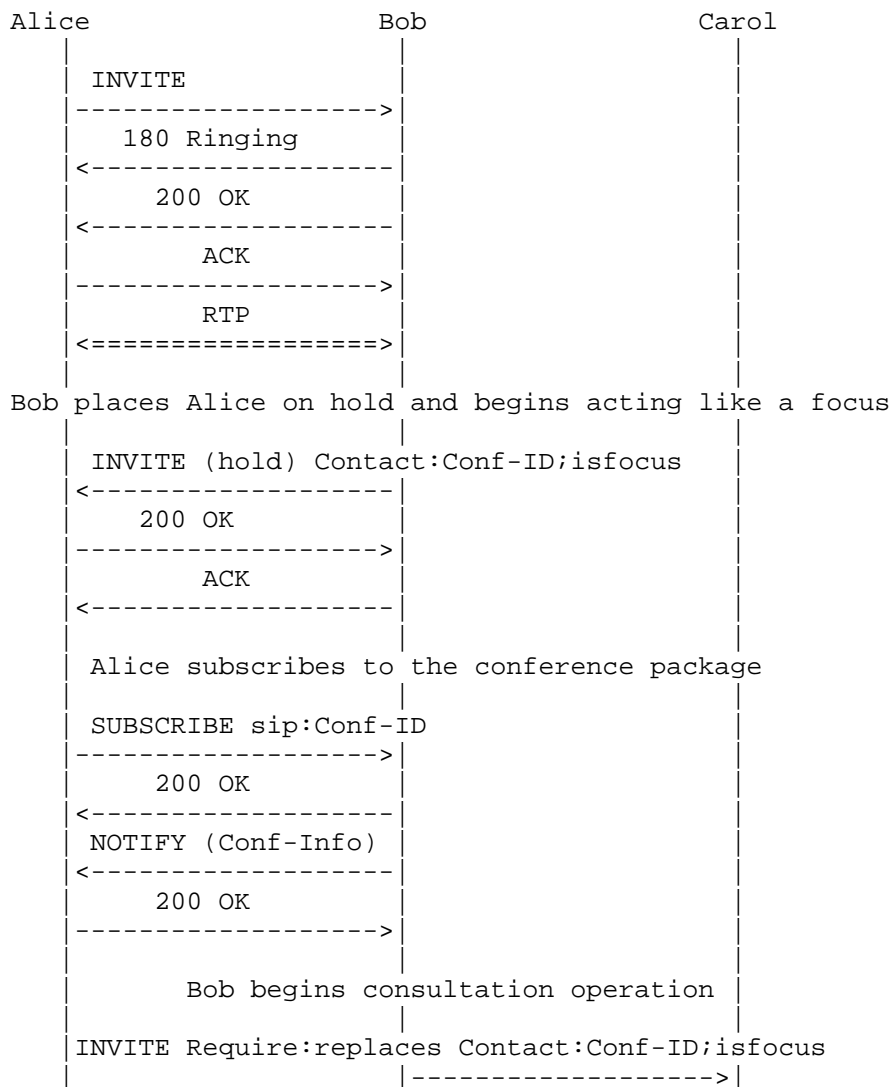 Alice Bob Carol
INVITE
180 Ringing
200 OK
ACK
RTP
Bob places Alice on hold and begins acting like a focus
INVITE (hold) Contact:Conf-ID;isfocus
200 OK
ACK
Alice subscribes to the conference package
SUBSCRIBE sip:Conf-ID
200 OK
NOTIFY (Conf-Info)
200 OK
Bob begins consultation operation
INVITE Require:replaces Contact:Conf-ID;isfocus